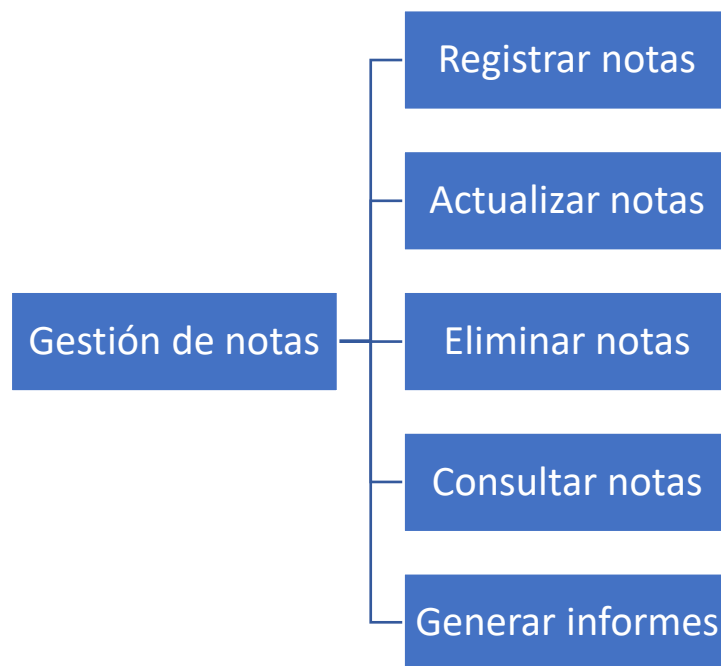 Gestión de notas
Registrar notas
Actualizar notas
Eliminar notas
Consultar notas
Generar informes